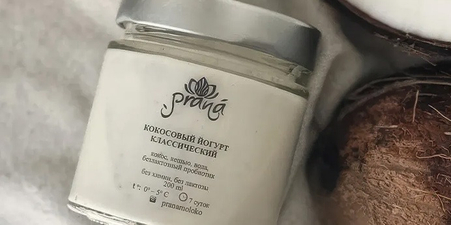 prana
КОКОСОВЫЙ ЙОГУРТ
КЛАССИЧЕСКИЙ
кокос, кешью, вода,
безлактозный пробиотик
без химии, без лактозы
200 ml
t°: 0° – 5° C 7 суток
pranamoloko